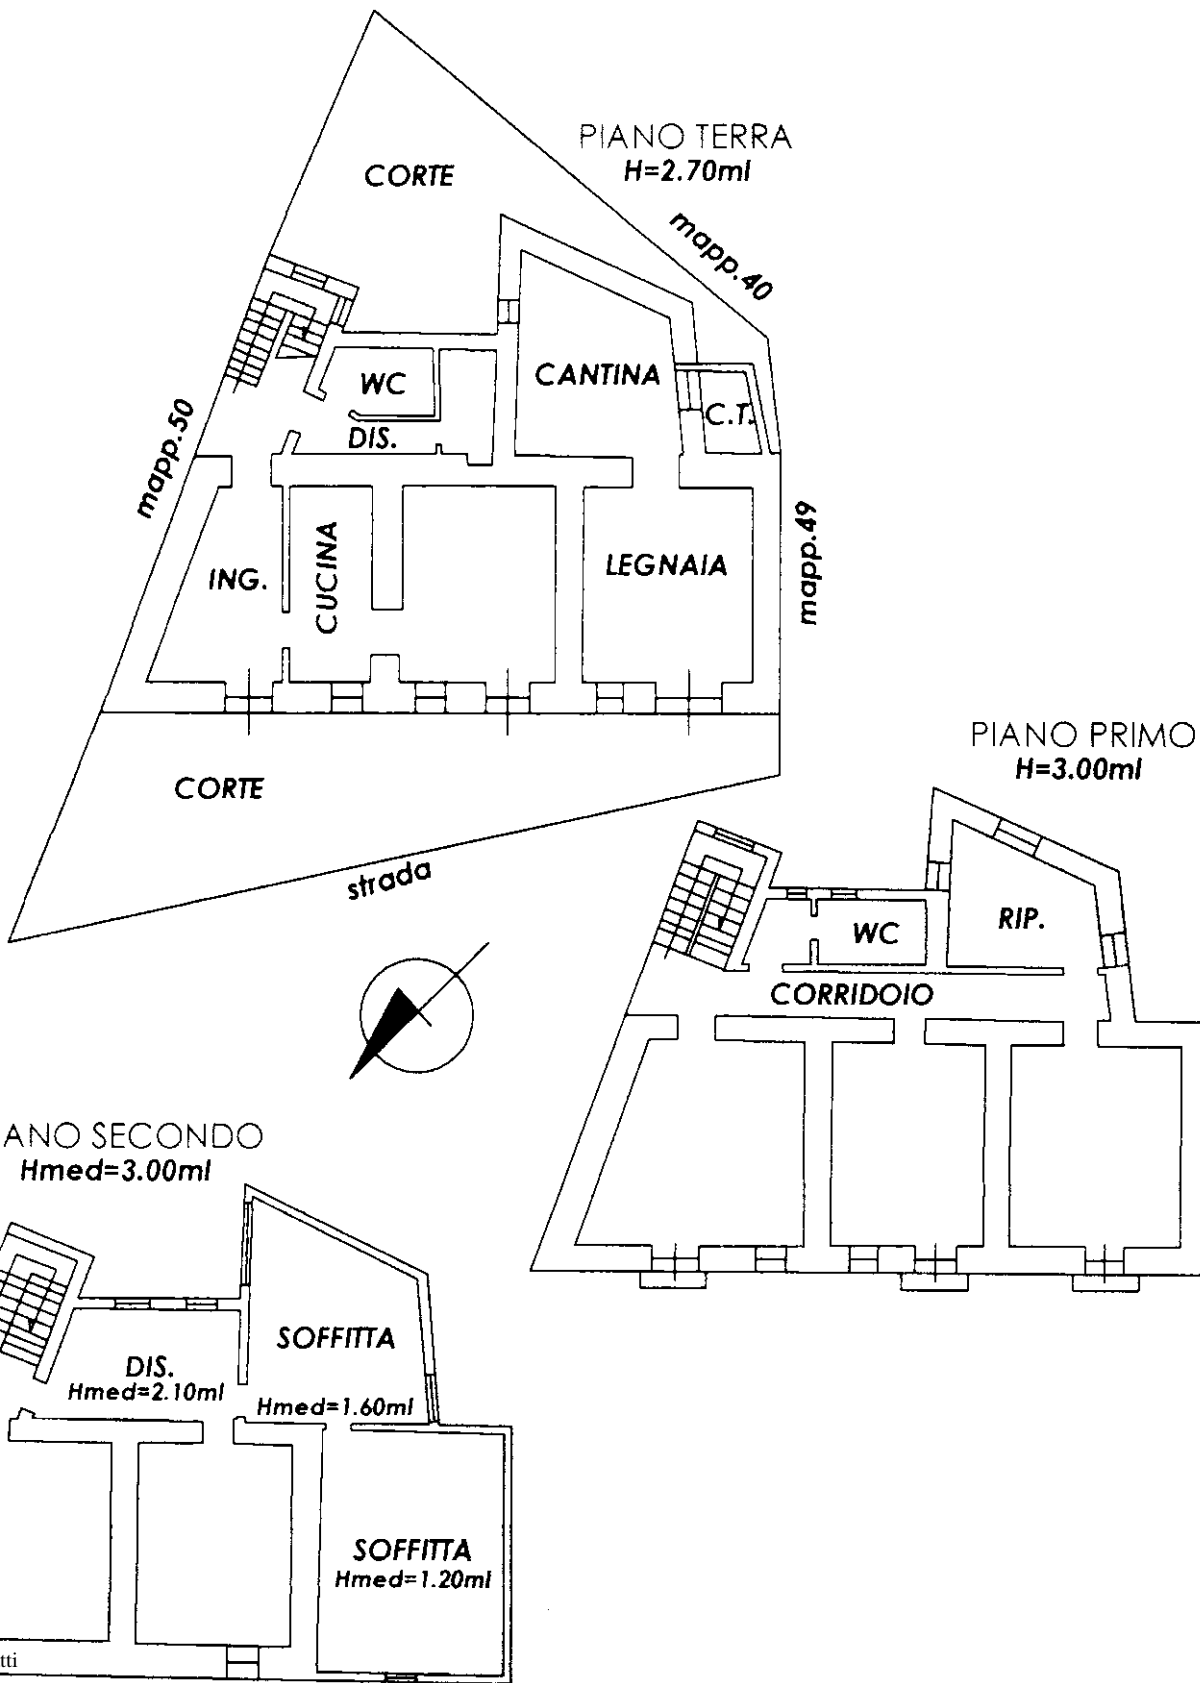 PIANO TERRA
H=2.70ml
CORTE
mapp.40
CANTINA
WC
C.T.
DIS.
mapp.50
mapp.49
ING.
CUCINA
LEGNAIA
CORTE
strada
PIANO PRIMO
H=3.00ml
RIP.
WC
CORRIDOIO
ANO SECONDO
Hmed=3.00ml
SOFFITTA
DIS.
Hmed=2.10ml
Hmed=1.60ml
SOFFITTA
Hmed=1.20ml
tti